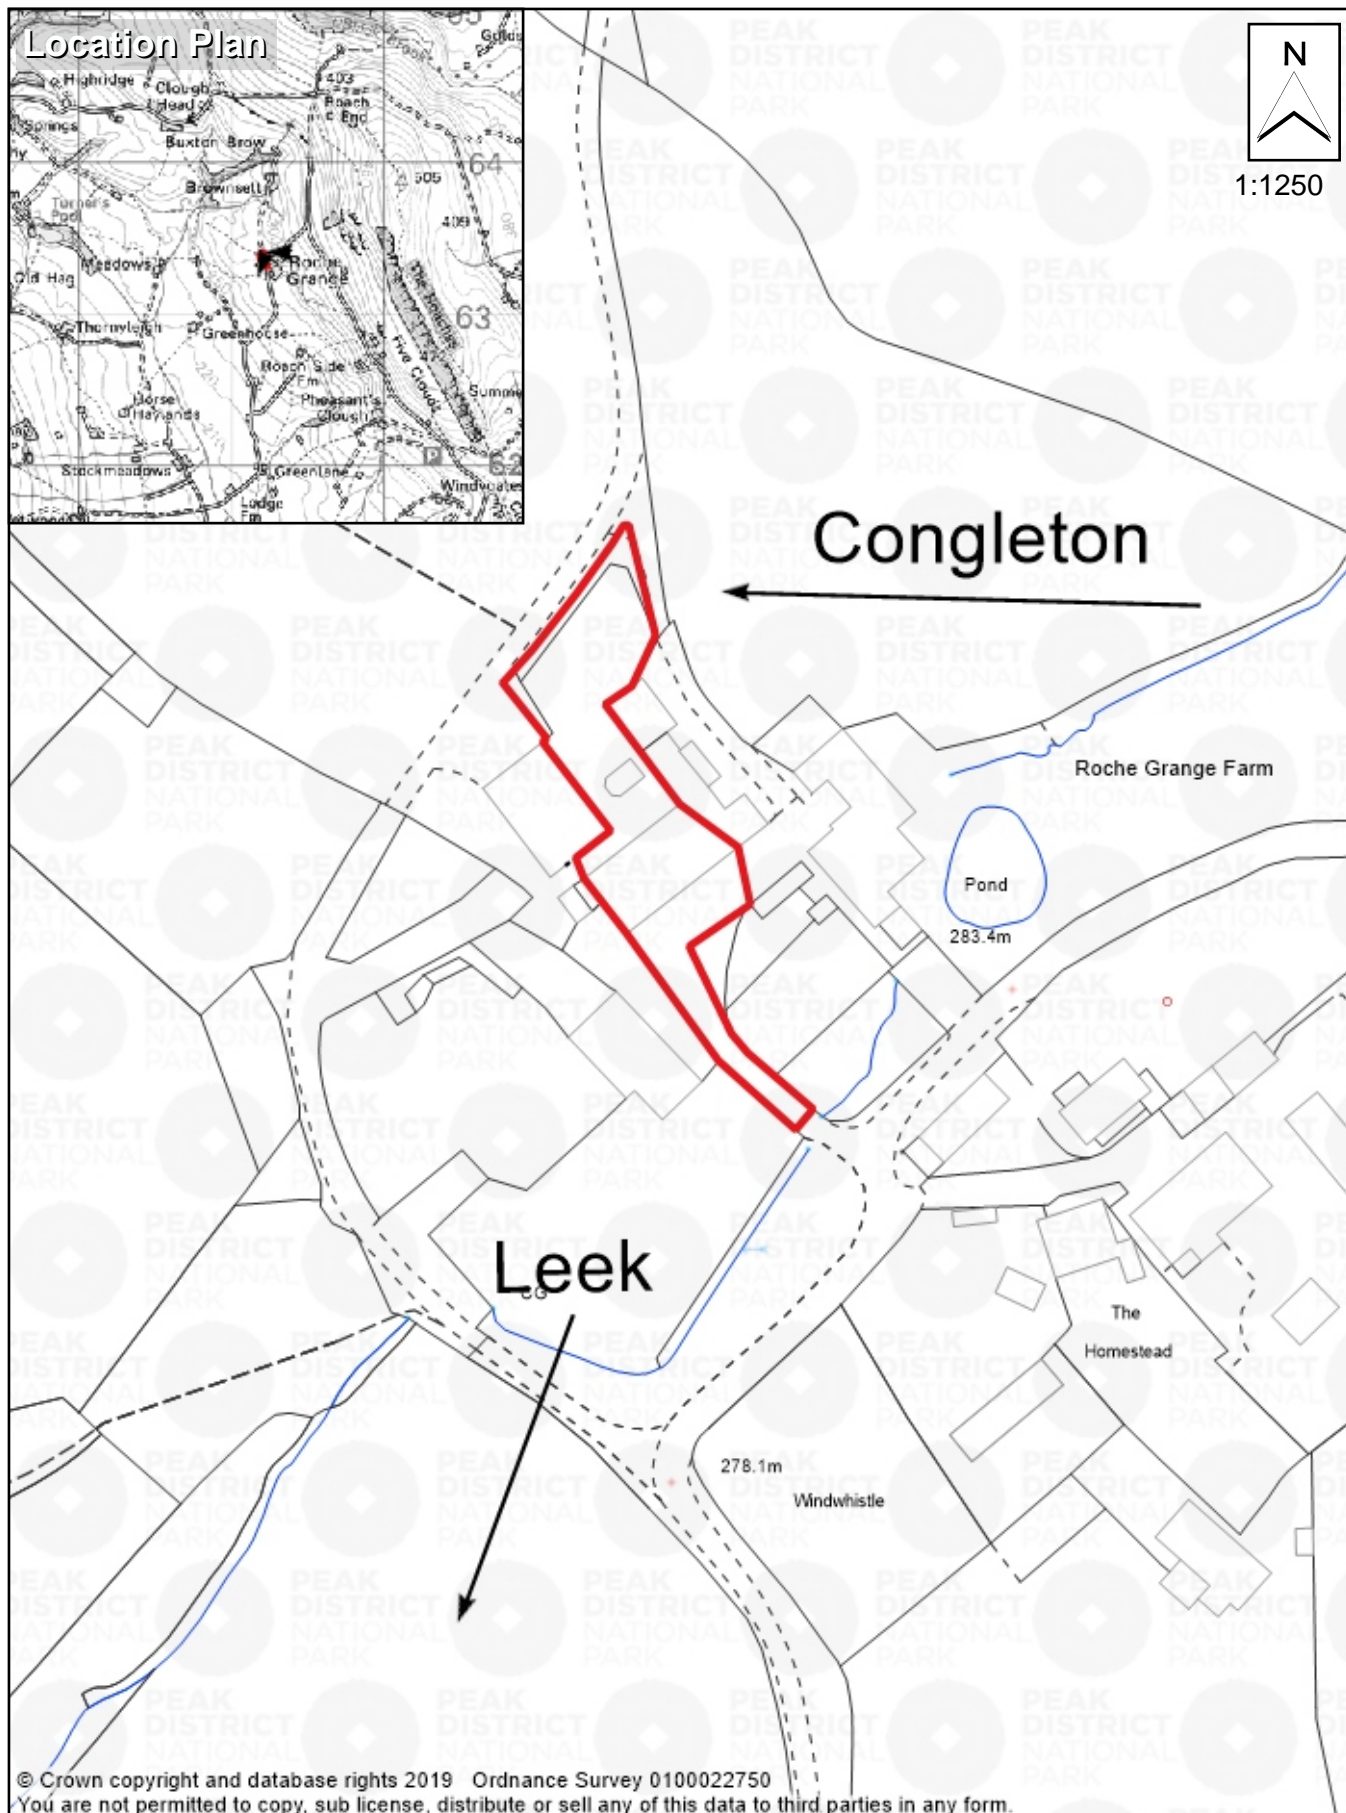 Location Plan
Highridge
Clough
Head
403
Roach
End
Springs
Buxton Brow
64
Brownsett
505
Turner's
Pool
409
Meadows
Roche
Grange
Old Hag
63
Thornyleigh
Greenhouse
Five Clouds
Roach Side
Fm
220
Horse
Haylands
Pheasant's
Clough
210
Stockmeadows
Greenlane
P
62
Windygates
Lodge
Fm
N
1:1250
Congleton
Roche Grange Farm
Pond
283.4m
Leek
CG
The
Homestead
278.1m
Windwhistle
PEAK
DISTRICT
NATIONAL
PARK
© Crown copyright and database rights 2019 Ordnance Survey 0100022750
You are not permitted to copy, sub license, distribute or sell any of this data to third parties in any form.